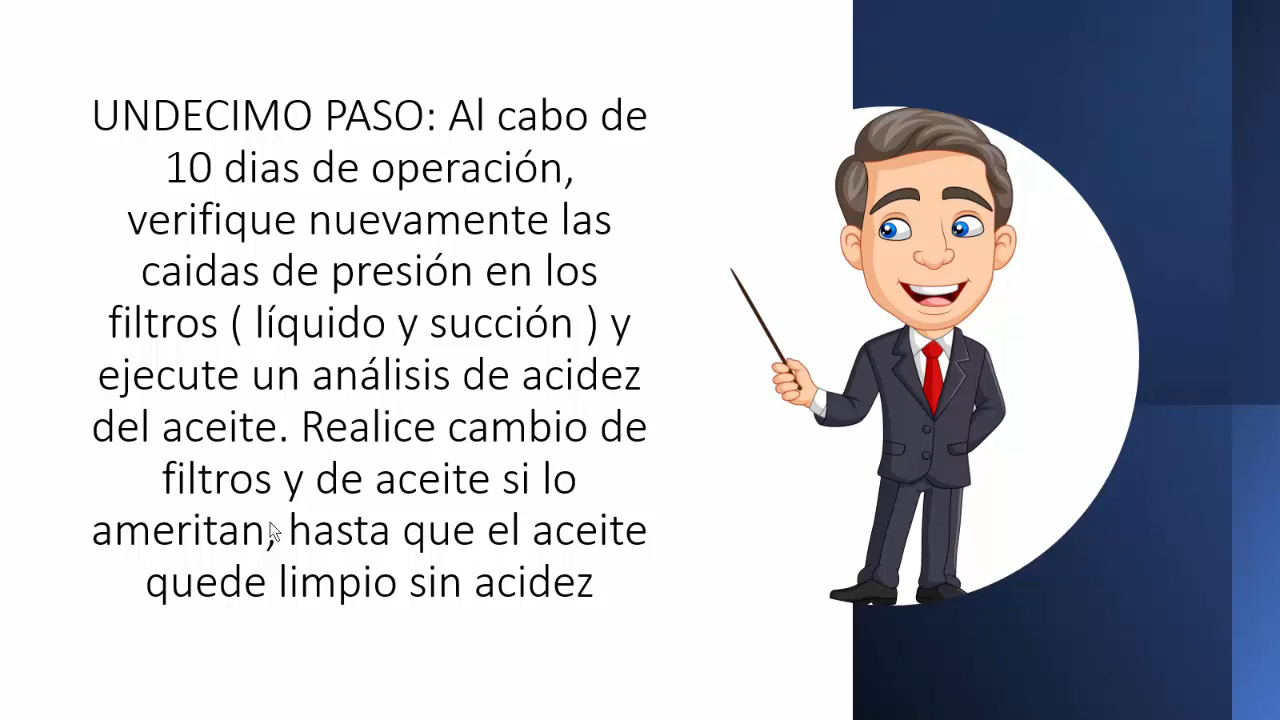 UNDECIMO PASO: Al cabo de
10 dias de operación,
verifique nuevamente las
caidas de presión en los
filtros ( líquido y succión ) y
ejecute un análisis de acidez
del aceite. Realice cambio de
filtros y de aceite si lo
ameritan, hasta que el aceite
quede limpio sin acidez